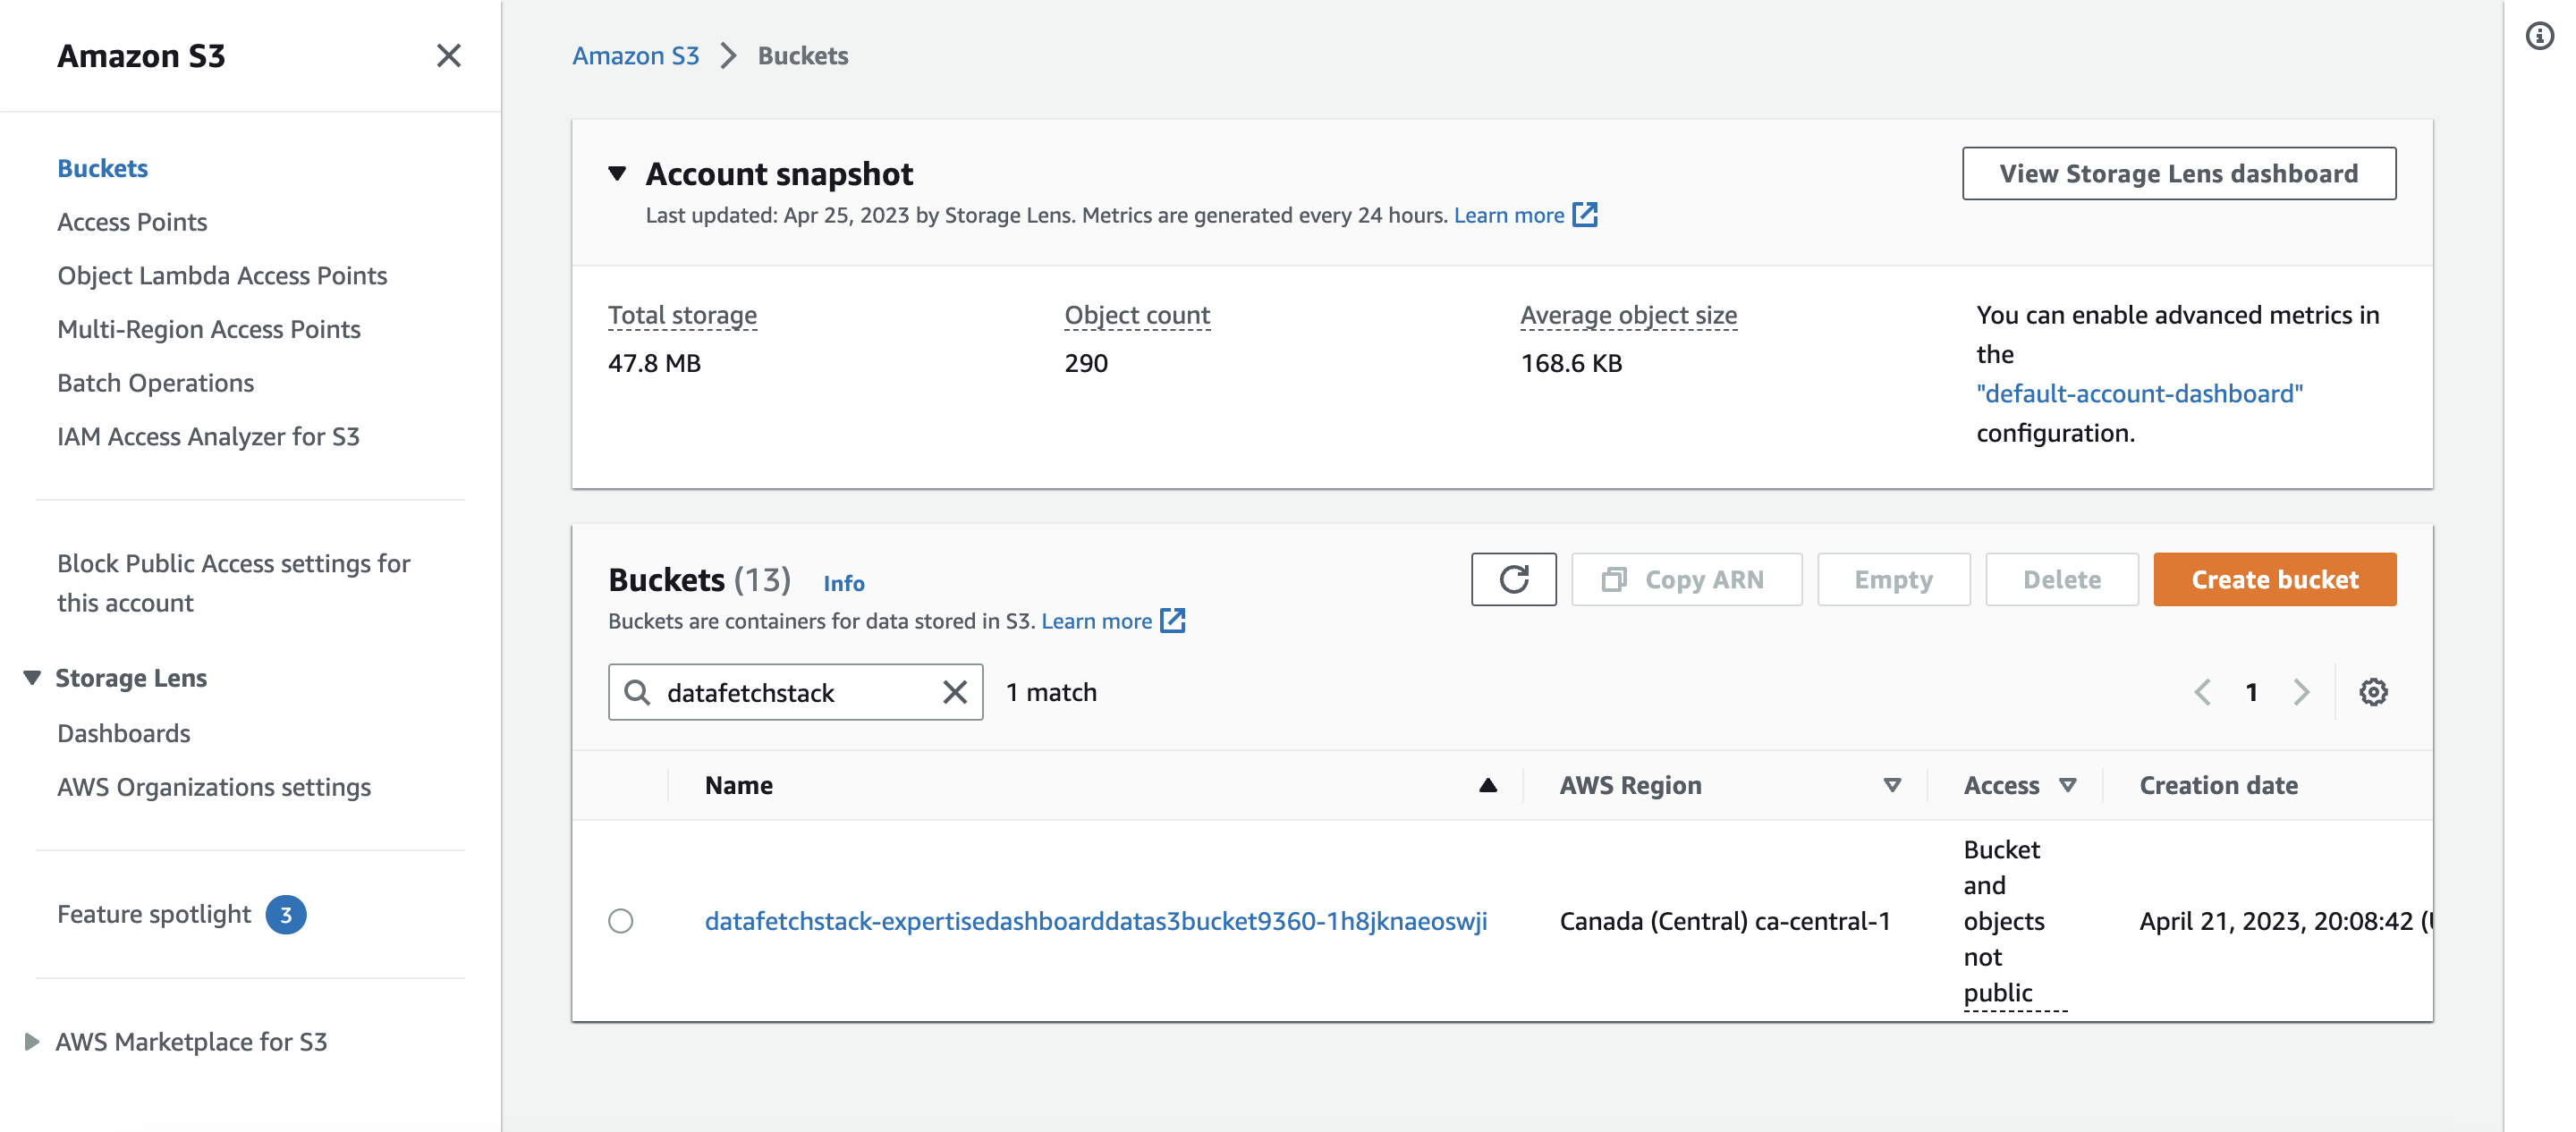 Amazon S3
Buckets
Access Points
Object Lambda Access Points
Multi-Region Access Points
Batch Operations
IAM Access Analyzer for S3
Block Public Access settings for
this account
Storage Lens
Dashboards
AWS Organizations settings
Feature spotlight 3
AWS Marketplace for S3
Amazon S3 > Buckets
Account snapshot
View Storage Lens dashboard
Last updated: Apr 25, 2023 by Storage Lens. Metrics are generated every 24 hours. Learn more
Total storage
47.8 MB
Object count
290
Average object size
168.6 KB
You can enable advanced metrics in
the
"default-account-dashboard"
configuration.
Buckets (13) Info
Copy ARN
Empty
Delete
Create bucket
Buckets are containers for data stored in S3. Learn more
datafetchstack
1 match
1
Name AWS Region Access Creation date
datafetchstack-expertisedashboarddatas3bucket9360-1h8jknaeoswji
Canada (Central) ca-central-1
Bucket
and
objects
not
public
April 21, 2023, 20:08:42 (